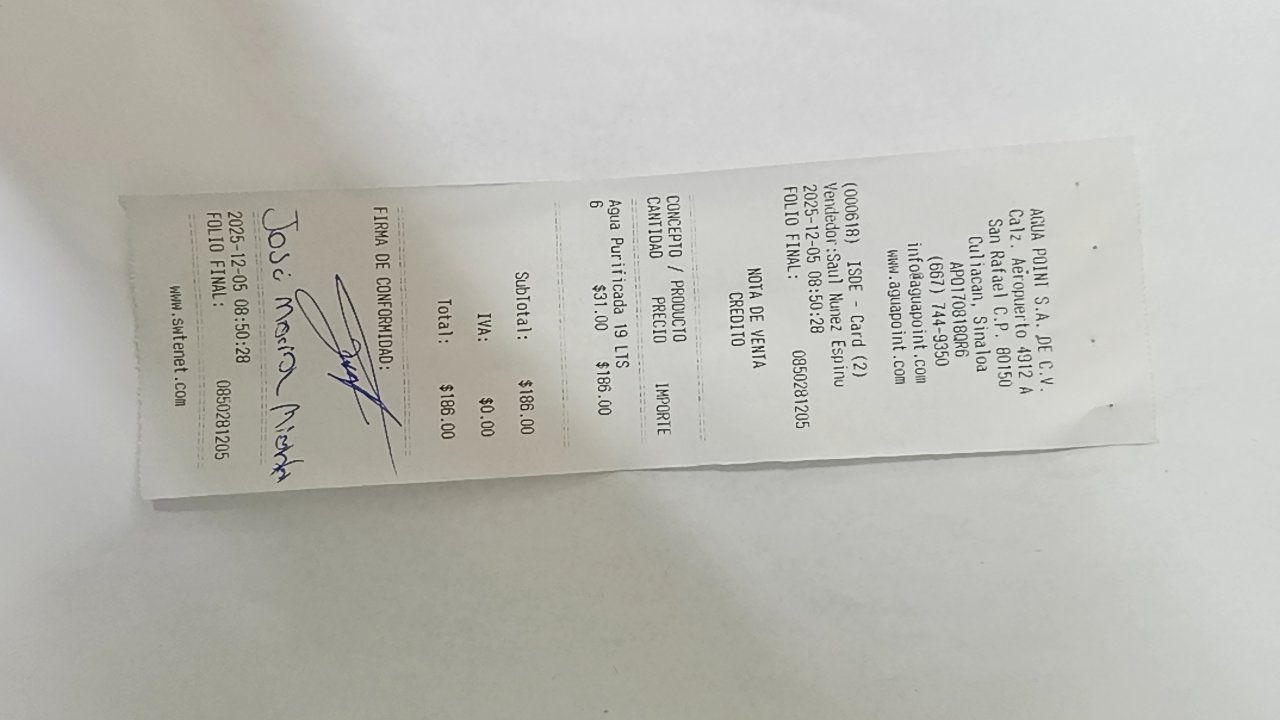 AGUA POINT S.A. DE C.V.
Calz. Aeropuerto 4912 A
San Rafael C.P. 80150
Culiacan, Sinaloa
APO170818QR6
(667) 744-9350
info@aguapoint.com
www.aguapoint.com
(000618) ISDE - Card (2)
Vendedor:Saul Nunez Espinu
2025-12-05 08:50:28
FOLIO FINAL: 0850281205
NOTA DE VENTA
CREDITO
CONCEPTO / PRODUCTO
CANTIDAD PRECIO IMPORTE
Agua Purificada 19 LTS
6 $31.00 $186.00
SubTotal: $186.00
IVA: $0.00
Total: $186.00
FIRMA DE CONFORMIDAD:
José Maria
2025-12-05 08:50:28
FOLIO FINAL: 0850281205
www.swtenet.com